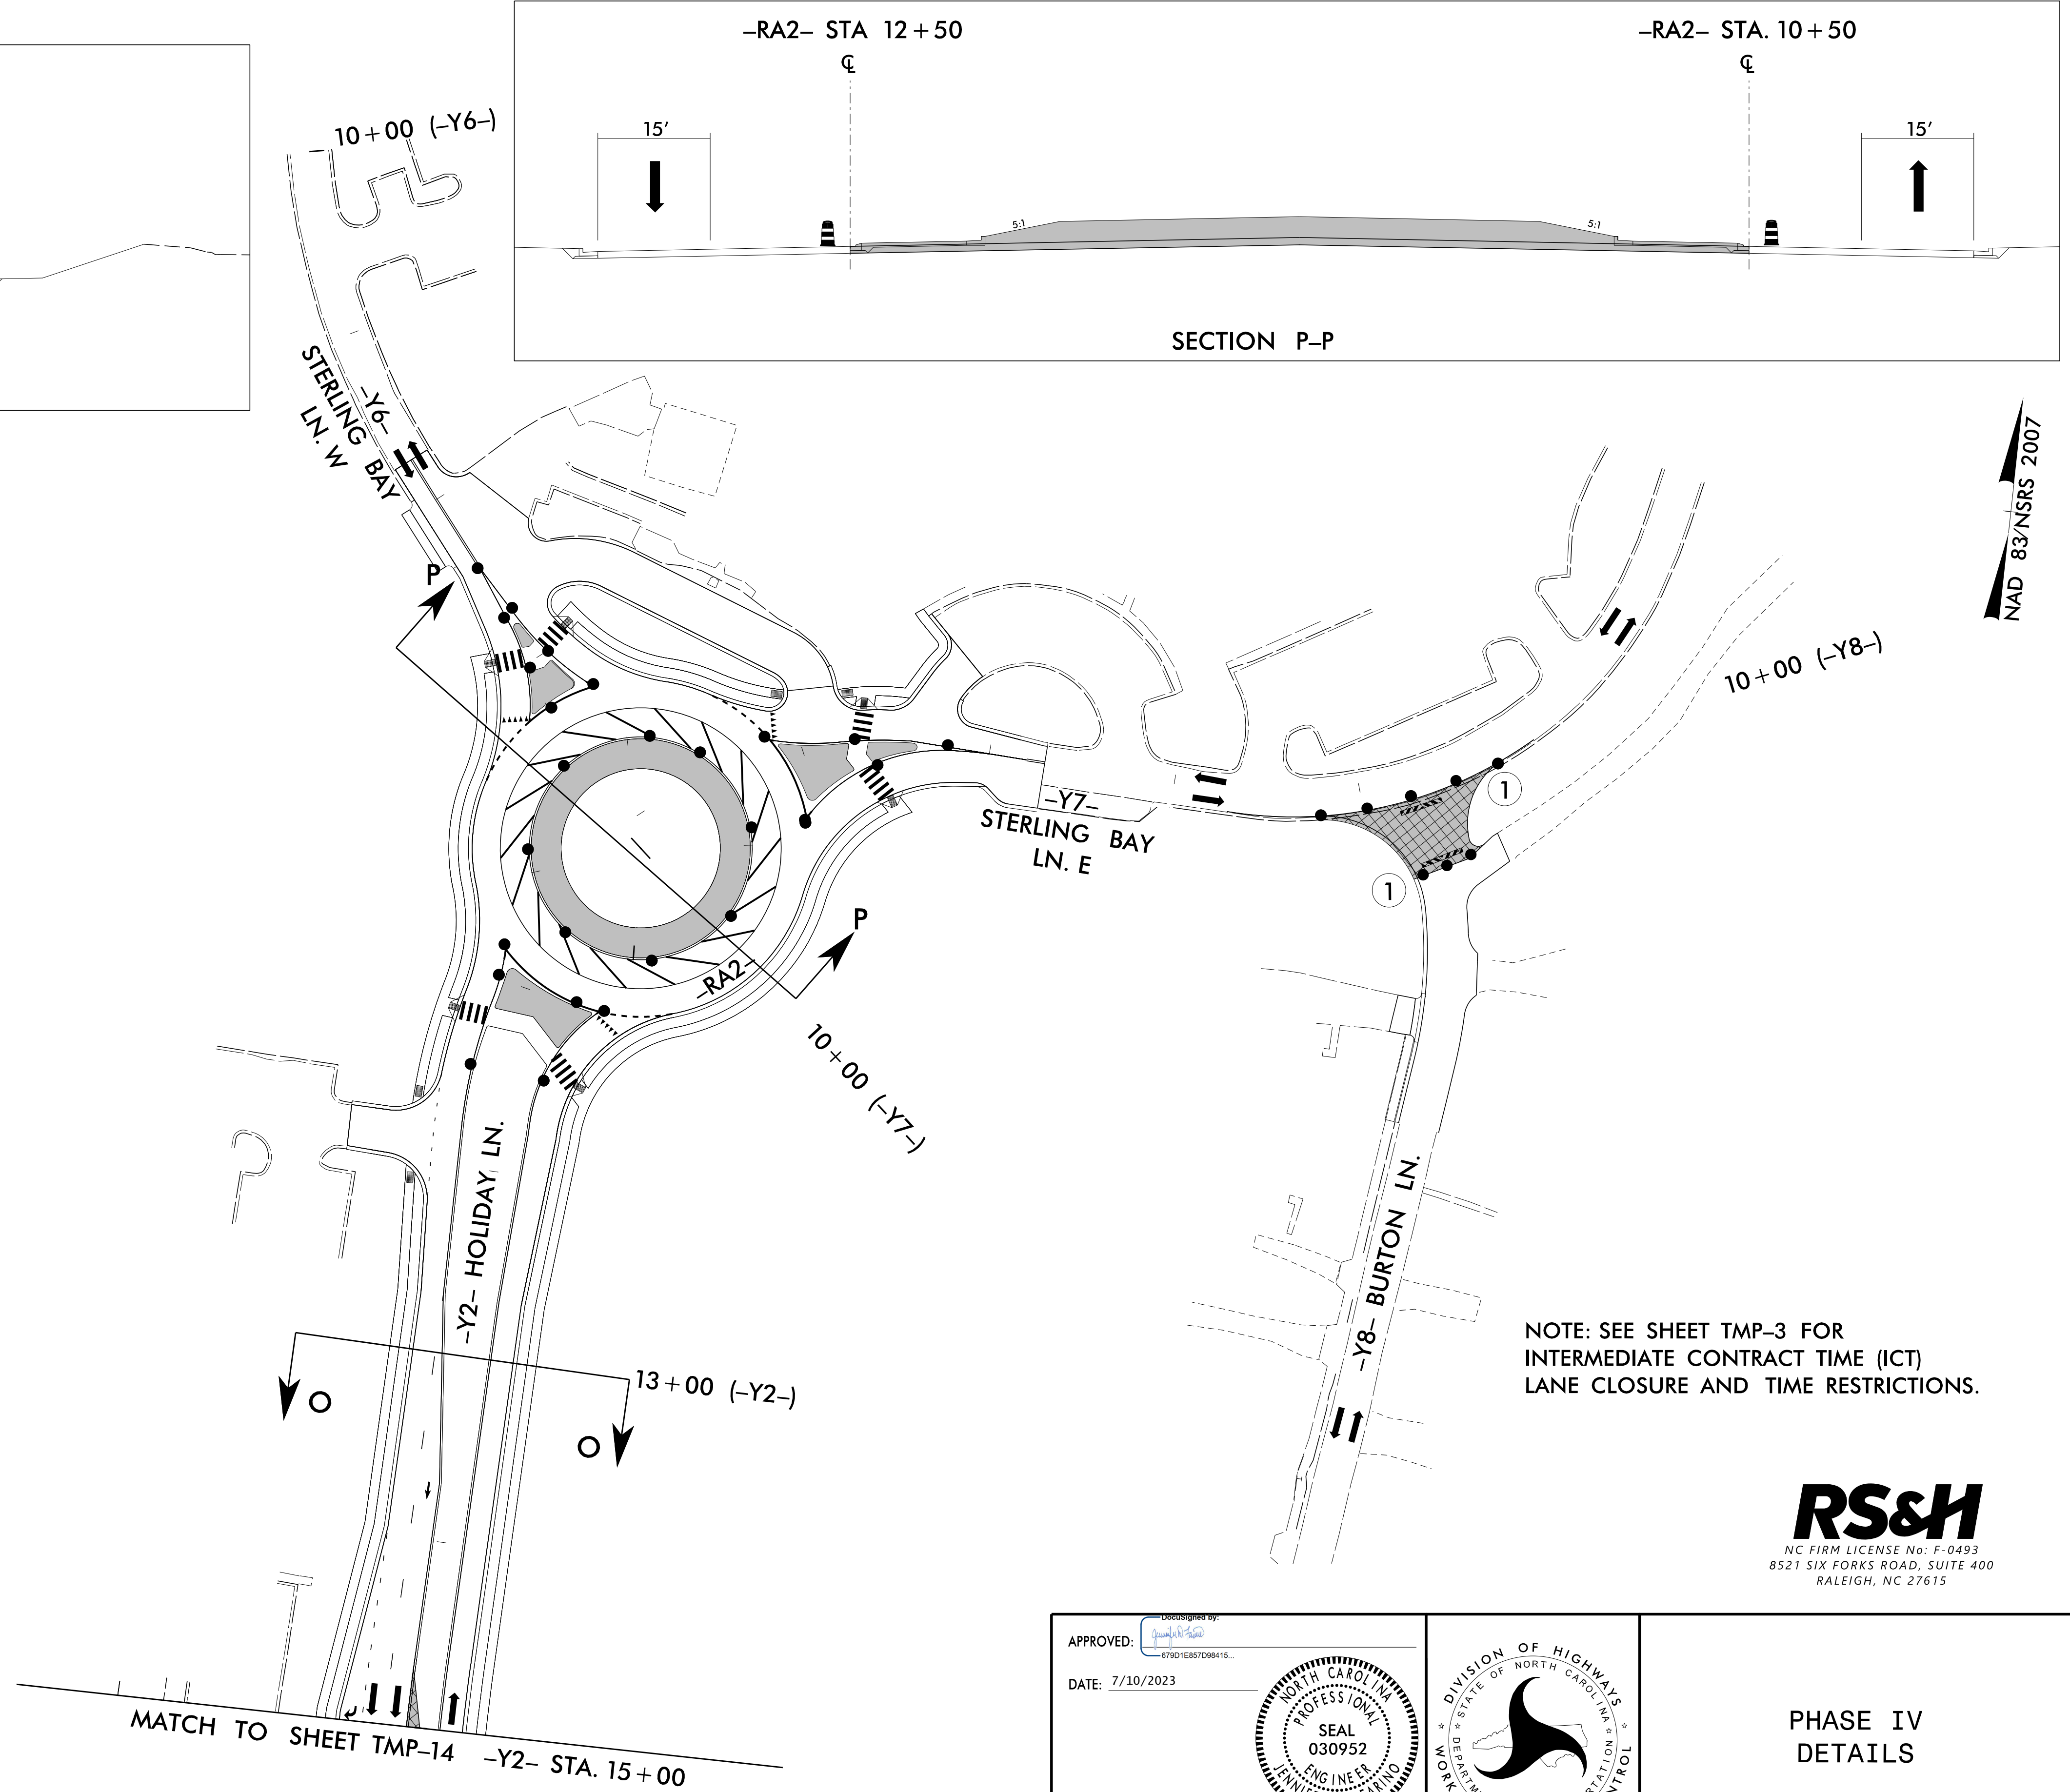 –RA2– STA 12+50
–RA2– STA. 10+50
℄
℄
15'
15'
5:1
5:1
SECTION P–P
10+00 (–Y6–)
–Y6–
STERLING BAY
LN. W
NAD 83/NSRS 2007
P
10+00 (–Y8–)
1
–Y7–
STERLING BAY
LN. E
1
P
–RA2–
10+00 (–Y7–)
–Y2– HOLIDAY LN.
–Y8– BURTON LN.
NOTE: SEE SHEET TMP–3 FOR
INTERMEDIATE CONTRACT TIME (ICT)
LANE CLOSURE AND TIME RESTRICTIONS.
13+00 (–Y2–)
O
O
RS&H
NC FIRM LICENSE No: F-0493
8521 SIX FORKS ROAD, SUITE 400
RALEIGH, NC 27615
MATCH TO SHEET TMP–14 –Y2– STA. 15+00
DocuSigned by:
APPROVED:
679D1E857D98415...
DATE: 7/10/2023
NORTH CAROLINA
PROFESSIONAL
SEAL
030952
ENGINEER
DIVISION OF HIGHWAYS
STATE OF NORTH CAROLINA
PHASE IV
DETAILS